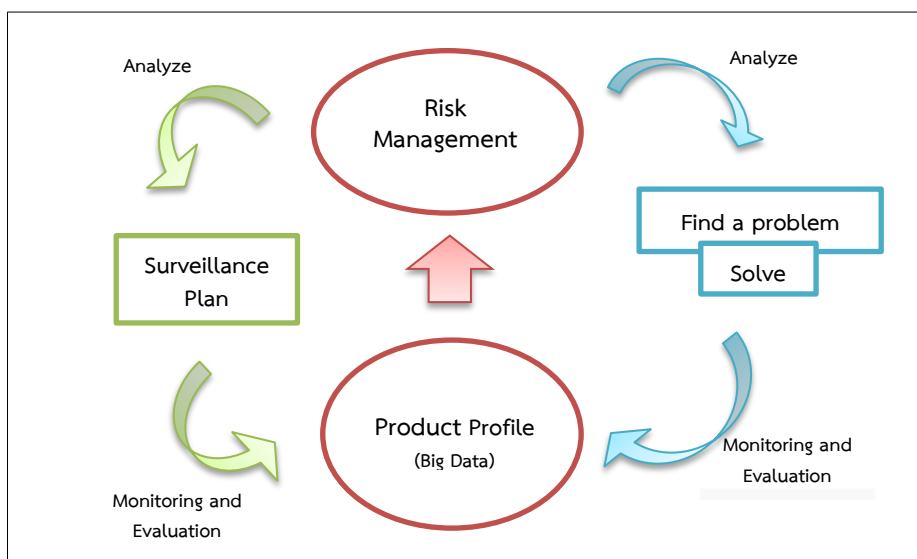 Analyze
Risk
Management
Analyze
Surveillance
Plan
Find a problem
Solve
Product Profile
(Big Data)
Monitoring and
Evaluation
Monitoring and
Evaluation